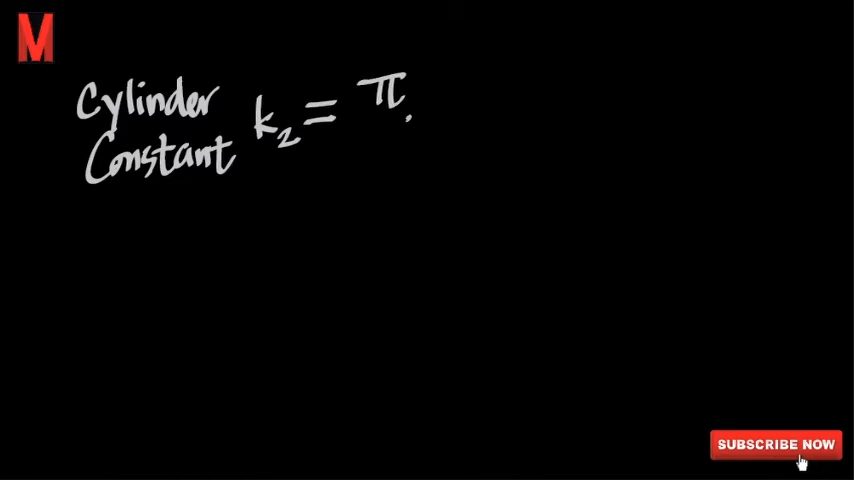 M
Cylinder
Constant k₂ = π.
SUBSCRIBE NOW